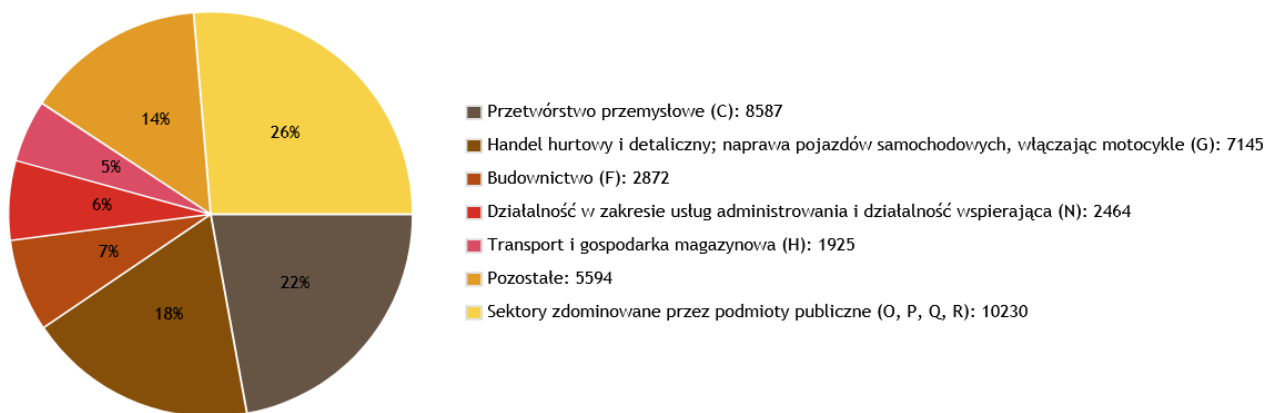 26%
14%
5%
6%
7%
18%
22%
Przetwórstwo przemysłowe (C): 8587
Handel hurtowy i detaliczny; naprawa pojazdów samochodowych, włączając motocykle (G): 7145
Budownictwo (F): 2872
Działalność w zakresie usług administrowania i działalność wspierająca (N): 2464
Transport i gospodarka magazynowa (H): 1925
Pozostałe: 5594
Sektory zdominowane przez podmioty publiczne (O, P, Q, R): 10230